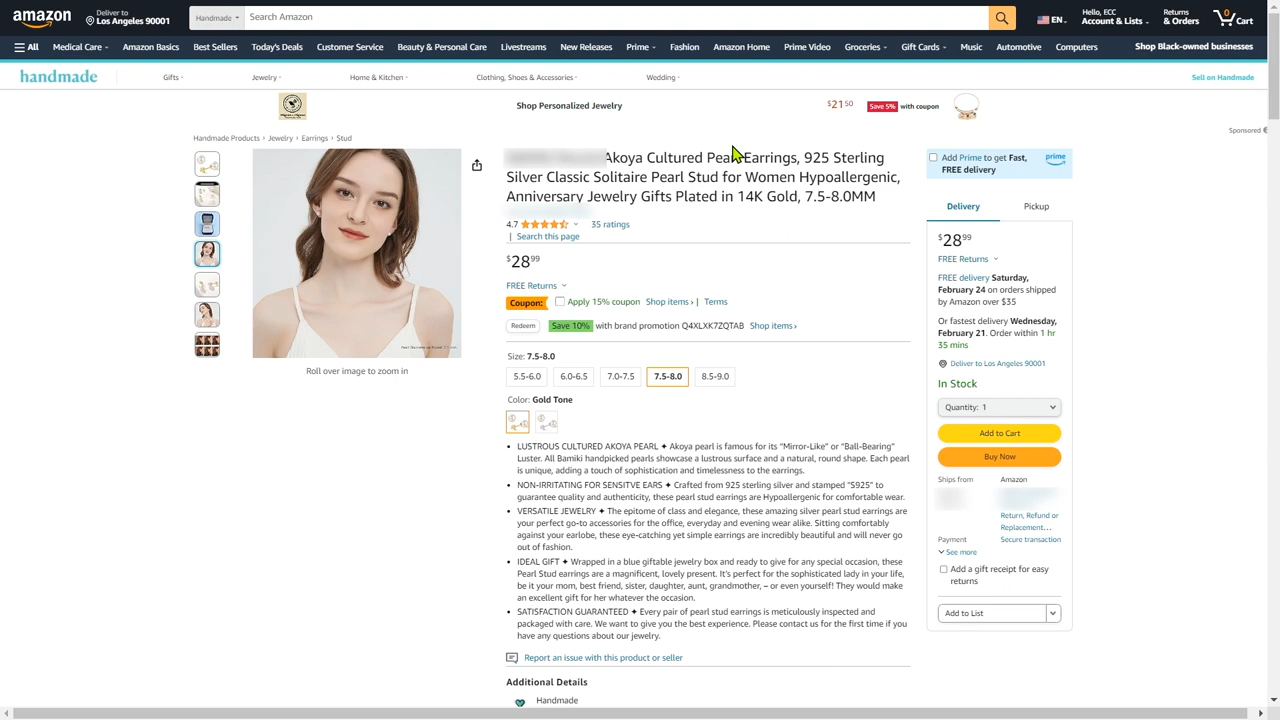 amazon
Deliver to
Los Angeles 90001
Handmade
Search Amazon
EN
Hello, ECC
Account & Lists
Returns
& Orders
0
Cart
All
Medical Care
Amazon Basics
Best Sellers
Today's Deals
Customer Service
Beauty & Personal Care
Livestreams
New Releases
Prime
Fashion
Amazon Home
Prime Video
Groceries
Gift Cards
Music
Automotive
Computers
Shop Black-owned businesses
handmade
Gifts
Jewelry
Home & Kitchen
Clothing, Shoes & Accessories
Wedding
Sell on Handmade
Shop Personalized Jewelry
$21 50
Save 5% with coupon
Sponsored
Handmade Products › Jewelry › Earrings › Stud
Roll over image to zoom in
Akoya Cultured Pearl Earrings, 925 Sterling
Silver Classic Solitaire Pearl Stud for Women Hypoallergenic,
Anniversary Jewelry Gifts Plated in 14K Gold, 7.5-8.0MM
4.7
35 ratings
| Search this page
$28 99
FREE Returns
Coupon: Apply 15% coupon Shop items › | Terms
Redeem Save 10% with brand promotion Q4XLXK7ZQTAB Shop items ›
Size: 7.5-8.0
5.5-6.0
6.0-6.5
7.0-7.5
7.5-8.0
8.5-9.0
Color: Gold Tone
• LUSTROUS CULTURED AKOYA PEARL ✦ Akoya pearl is famous for its “Mirror-Like” or “Ball-Bearing”
Luster. All Bamiki handpicked pearls showcase a lustrous surface and a natural, round shape. Each pearl
is unique, adding a touch of sophistication and timelessness to the earrings.
• NON-IRRITATING FOR SENSITVE EARS ✦ Crafted from 925 sterling silver and stamped "S925" to
guarantee quality and authenticity, these pearl stud earrings are Hypoallergenic for comfortable wear.
• VERSATILE JEWELRY ✦ The epitome of class and elegance, these amazing silver pearl stud earrings are
your perfect go-to accessories for the office, everyday and evening wear alike. Sitting comfortably
against your earlobe, these eye-catching yet simple earrings are incredibly beautiful and will never go
out of fashion.
• IDEAL GIFT ✦ Wrapped in a blue giftable jewelry box and ready to give for any special occasion, these
Pearl Stud earrings are a magnificent, lovely present. It's perfect for the sophisticated lady in your life,
be it your mom, best friend, sister, daughter, aunt, grandmother, – or even yourself! They would make
an excellent gift for her whatever the occasion.
• SATISFACTION GUARANTEED ✦ Every pair of pearl stud earrings is meticulously inspected and
packaged with care. We want to give you the best experience. Please contact us for the first time if you
have any questions about our jewelry.
Report an issue with this product or seller
Additional Details
Handmade
Add Prime to get Fast,
FREE delivery
prime
Delivery
Pickup
$28 99
FREE Returns
FREE delivery Saturday,
February 24 on orders shipped
by Amazon over $35
Or fastest delivery Wednesday,
February 21. Order within 1 hr
35 mins
Deliver to Los Angeles 90001
In Stock
Quantity: 1
Add to Cart
Buy Now
Ships from
Amazon
Return, Refund or
Replacement…
Payment
Secure transaction
See more
Add a gift receipt for easy
returns
Add to List